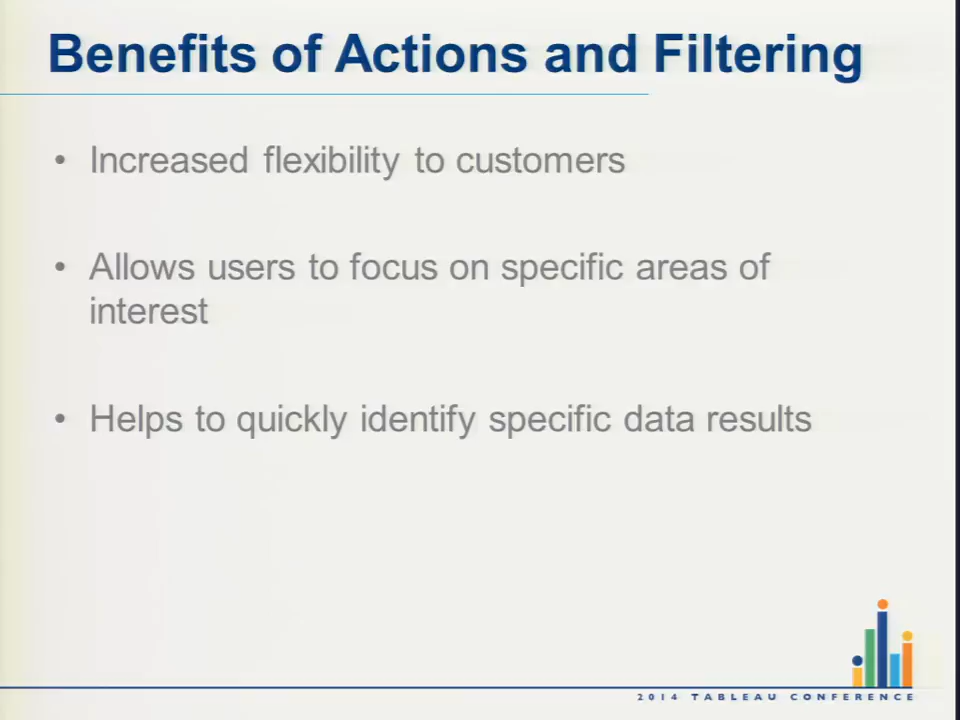 Benefits of Actions and Filtering
• Increased flexibility to customers
• Allows users to focus on specific areas of
interest
• Helps to quickly identify specific data results
2014 TABLEAU CONFERENCE